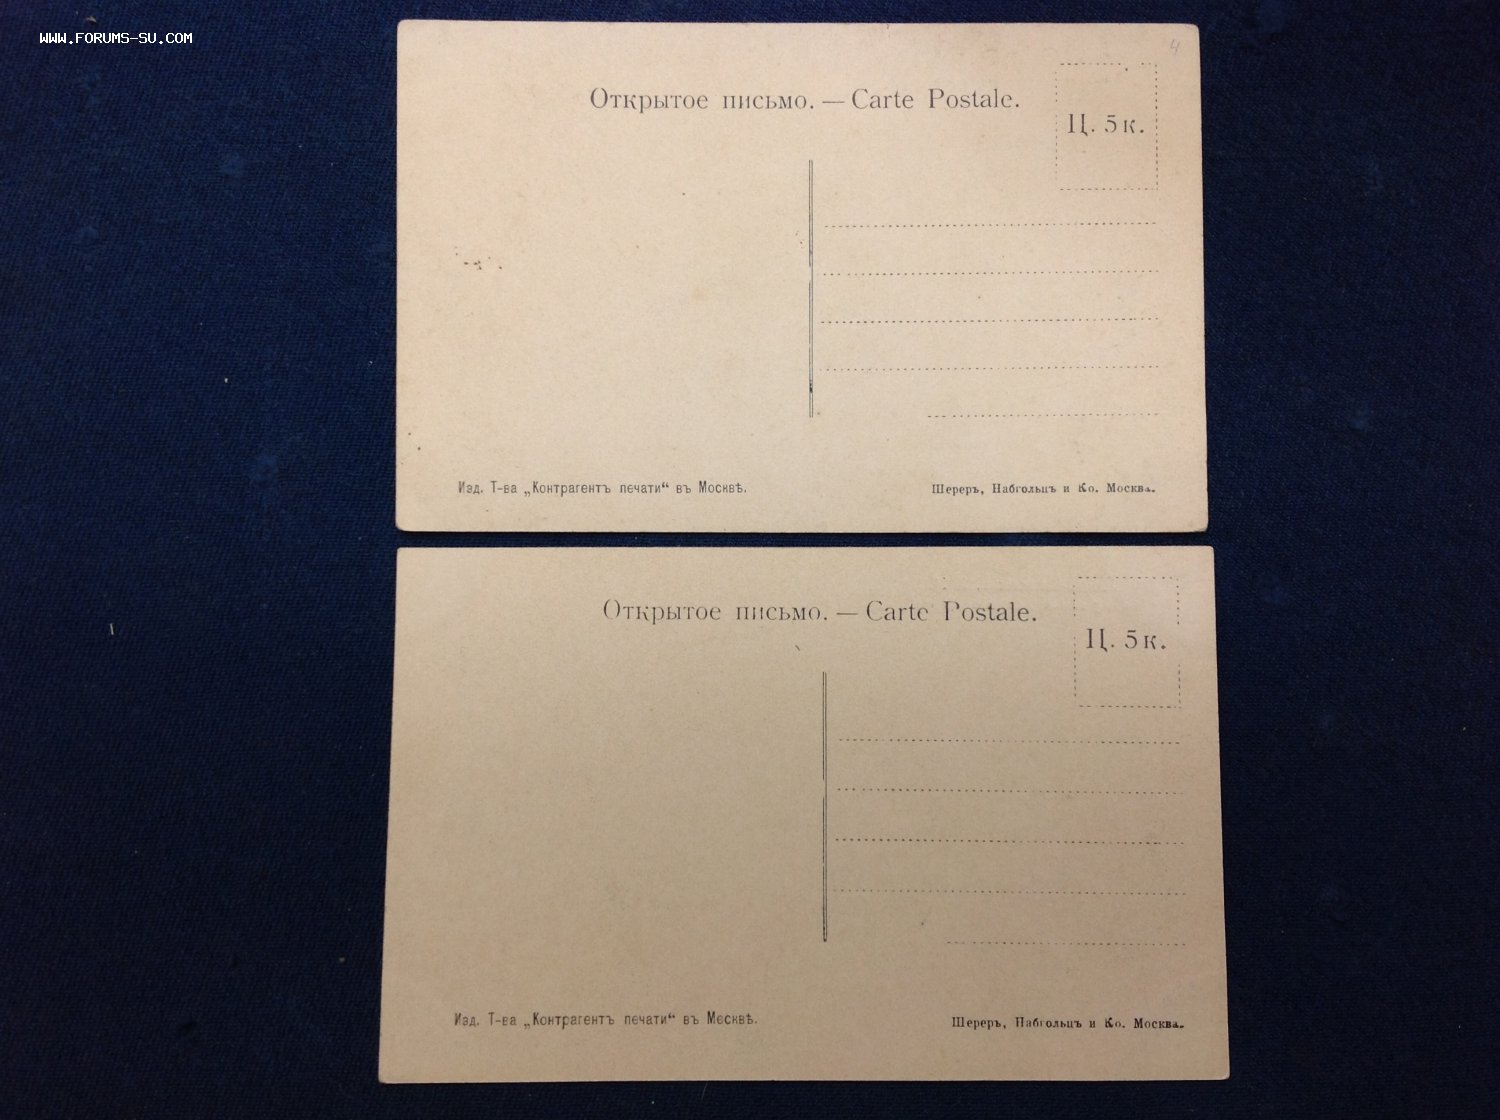 WWW.FORUMS-SU.COM
4
Открытое письмо. — Carte Postale.
Ц. 5 к.
Изд. Т-ва „Контрагентъ печати“ въ Москвѣ.
Шереръ, Набгольцъ и Ко. Москва.
Открытое письмо. — Carte Postale.
Ц. 5 к.
Изд. Т-ва „Контрагентъ печати“ въ Москвѣ.
Шереръ, Набгольцъ и Ко. Москва.